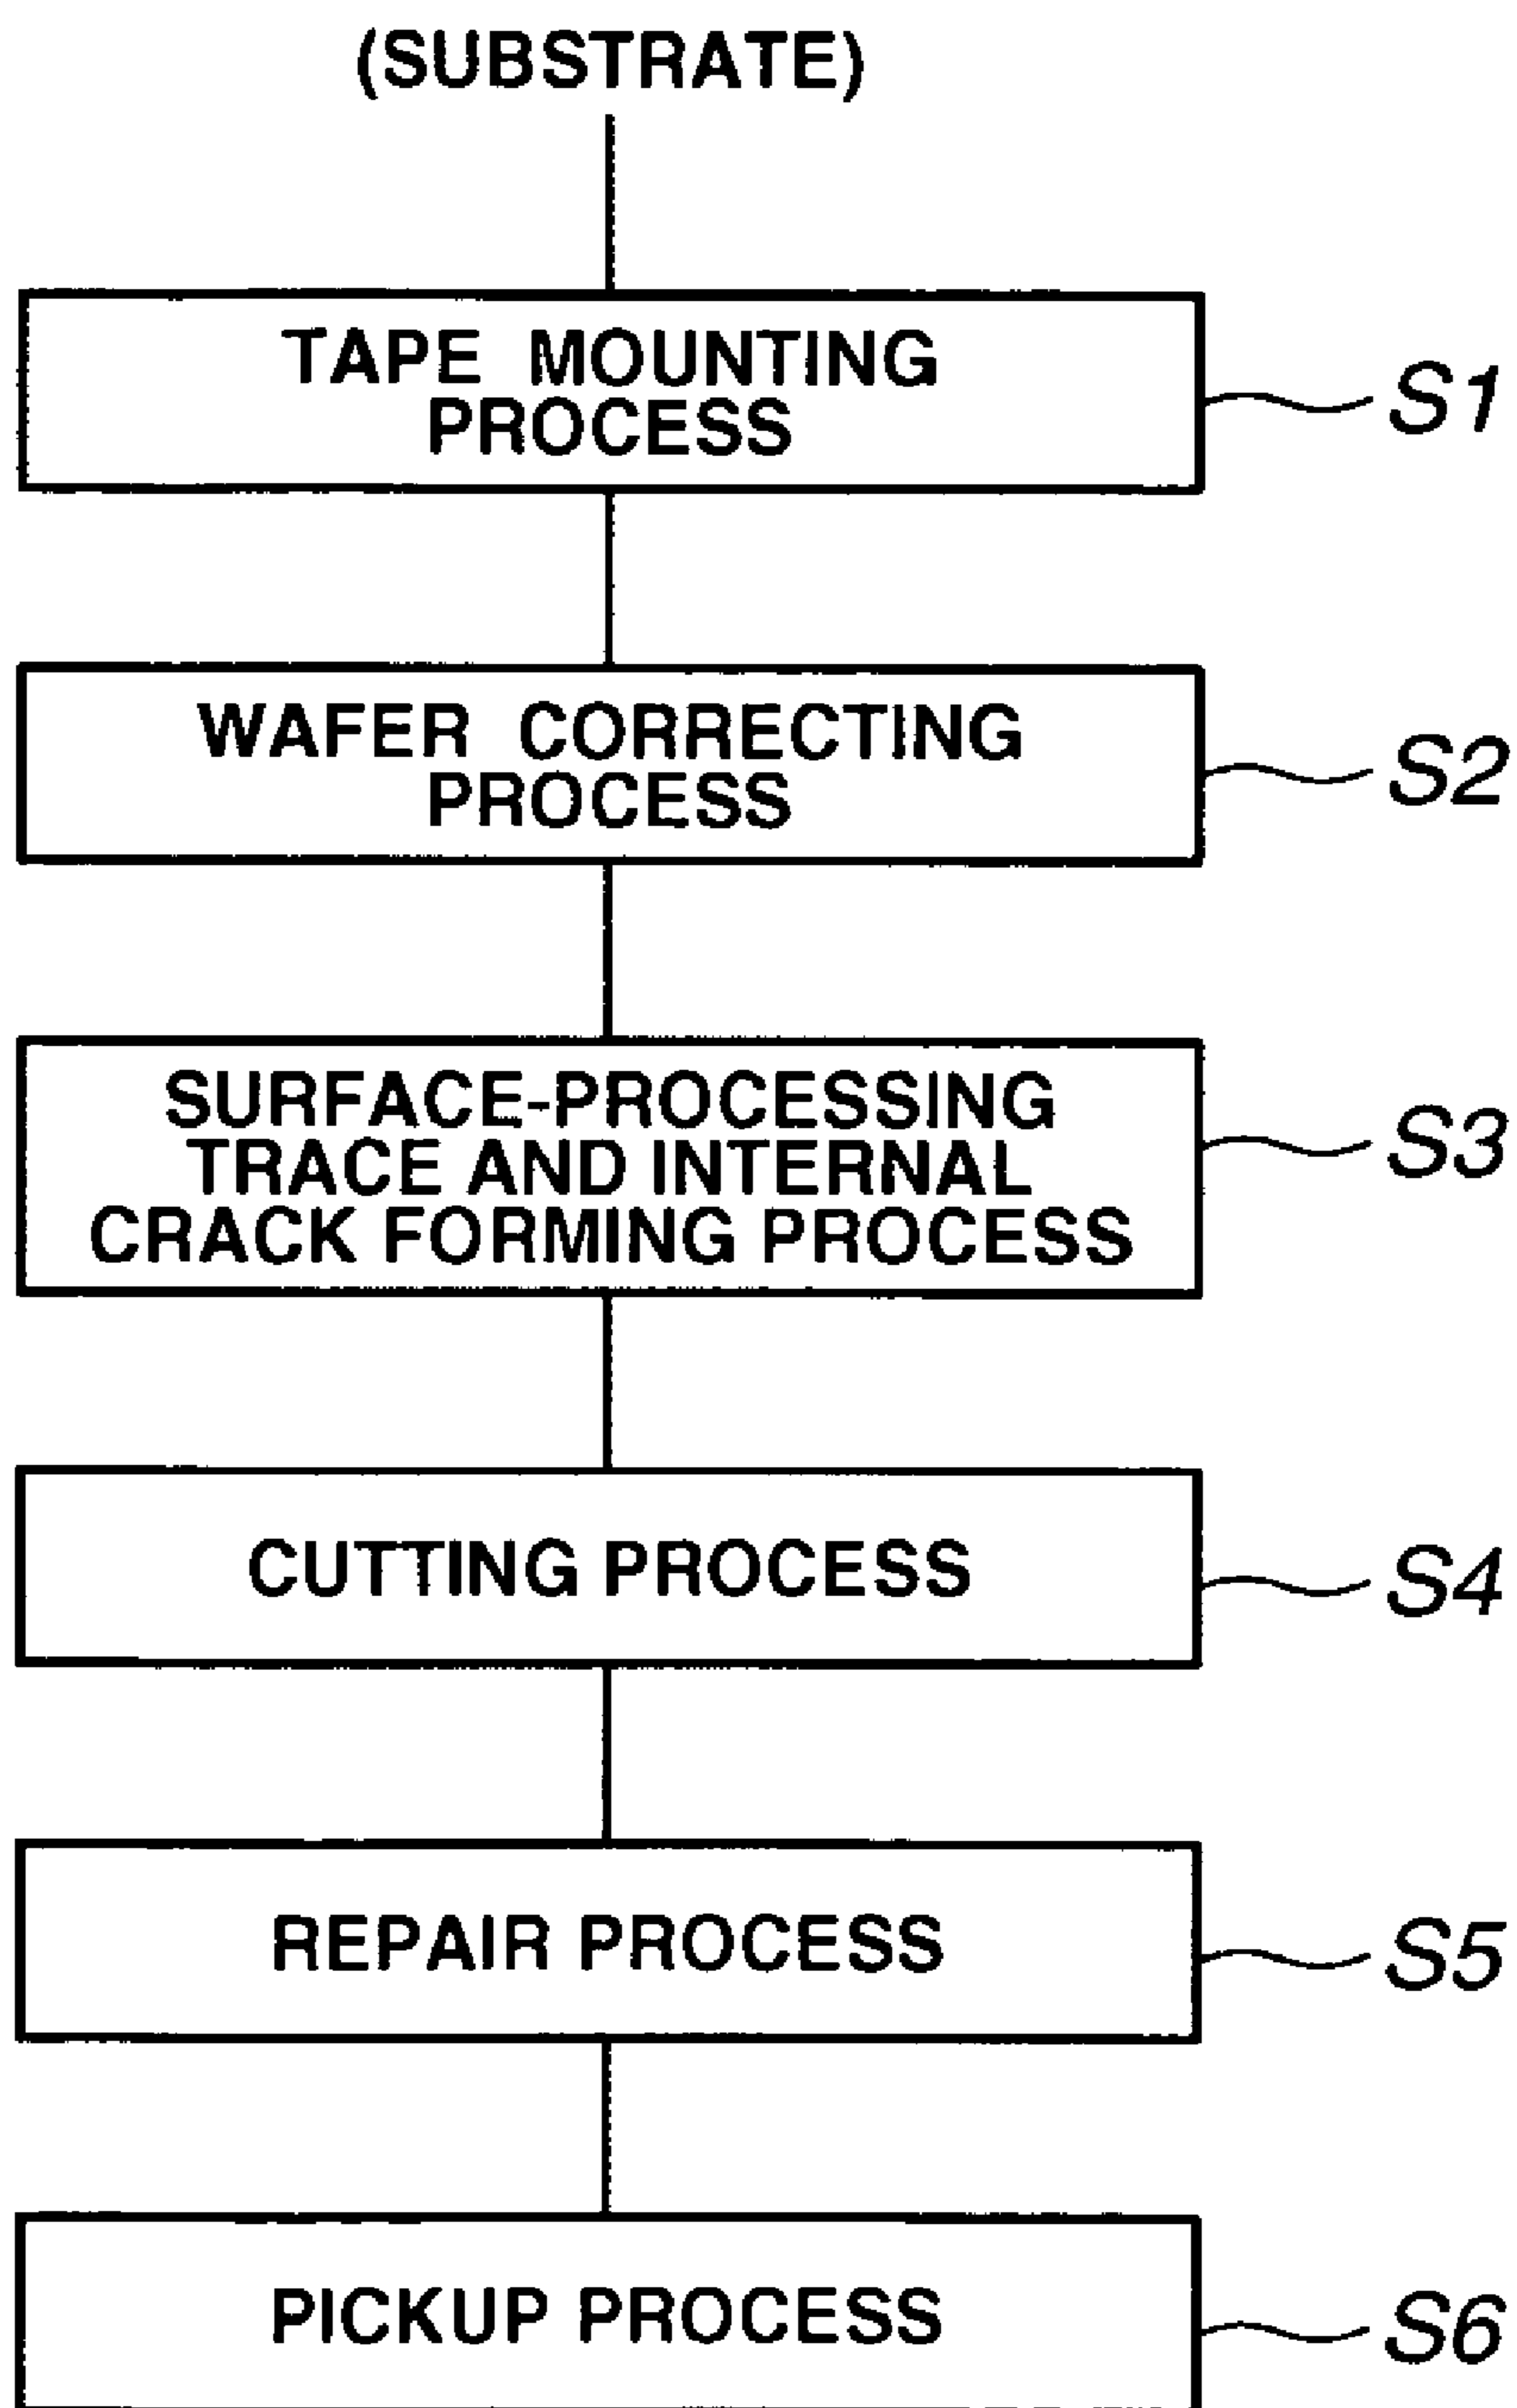 (SUBSTRATE)
TAPE MOUNTING
PROCESS
S1
WAFER CORRECTING
PROCESS
S2
SURFACE-PROCESSING
TRACE AND INTERNAL
CRACK FORMING PROCESS
S3
CUTTING PROCESS
S4
REPAIR PROCESS
S5
PICKUP PROCESS
S6